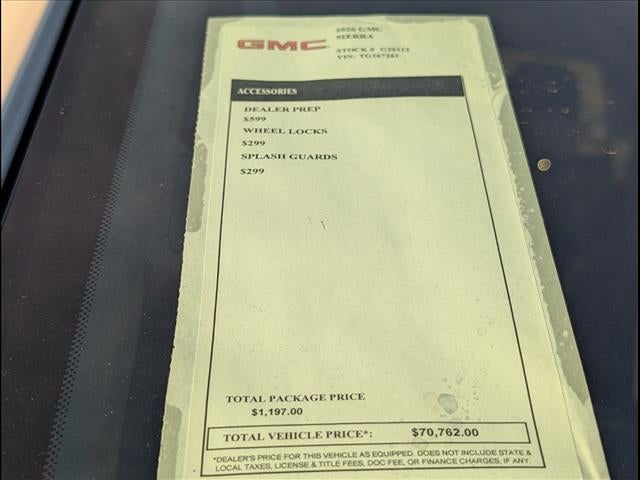 GMC
2026 GMC
SIERRA
STOCK # G26112
VIN: TG167261
ACCESSORIES
DEALER PREP
$599
WHEEL LOCKS
$299
SPLASH GUARDS
$299
TOTAL PACKAGE PRICE
$1,197.00
TOTAL VEHICLE PRICE*: $70,762.00
*DEALER'S PRICE FOR THIS VEHICLE AS EQUIPPED. DOES NOT INCLUDE STATE &
LOCAL TAXES, LICENSE & TITLE FEES, DOC FEE, OR FINANCE CHARGES, IF ANY.